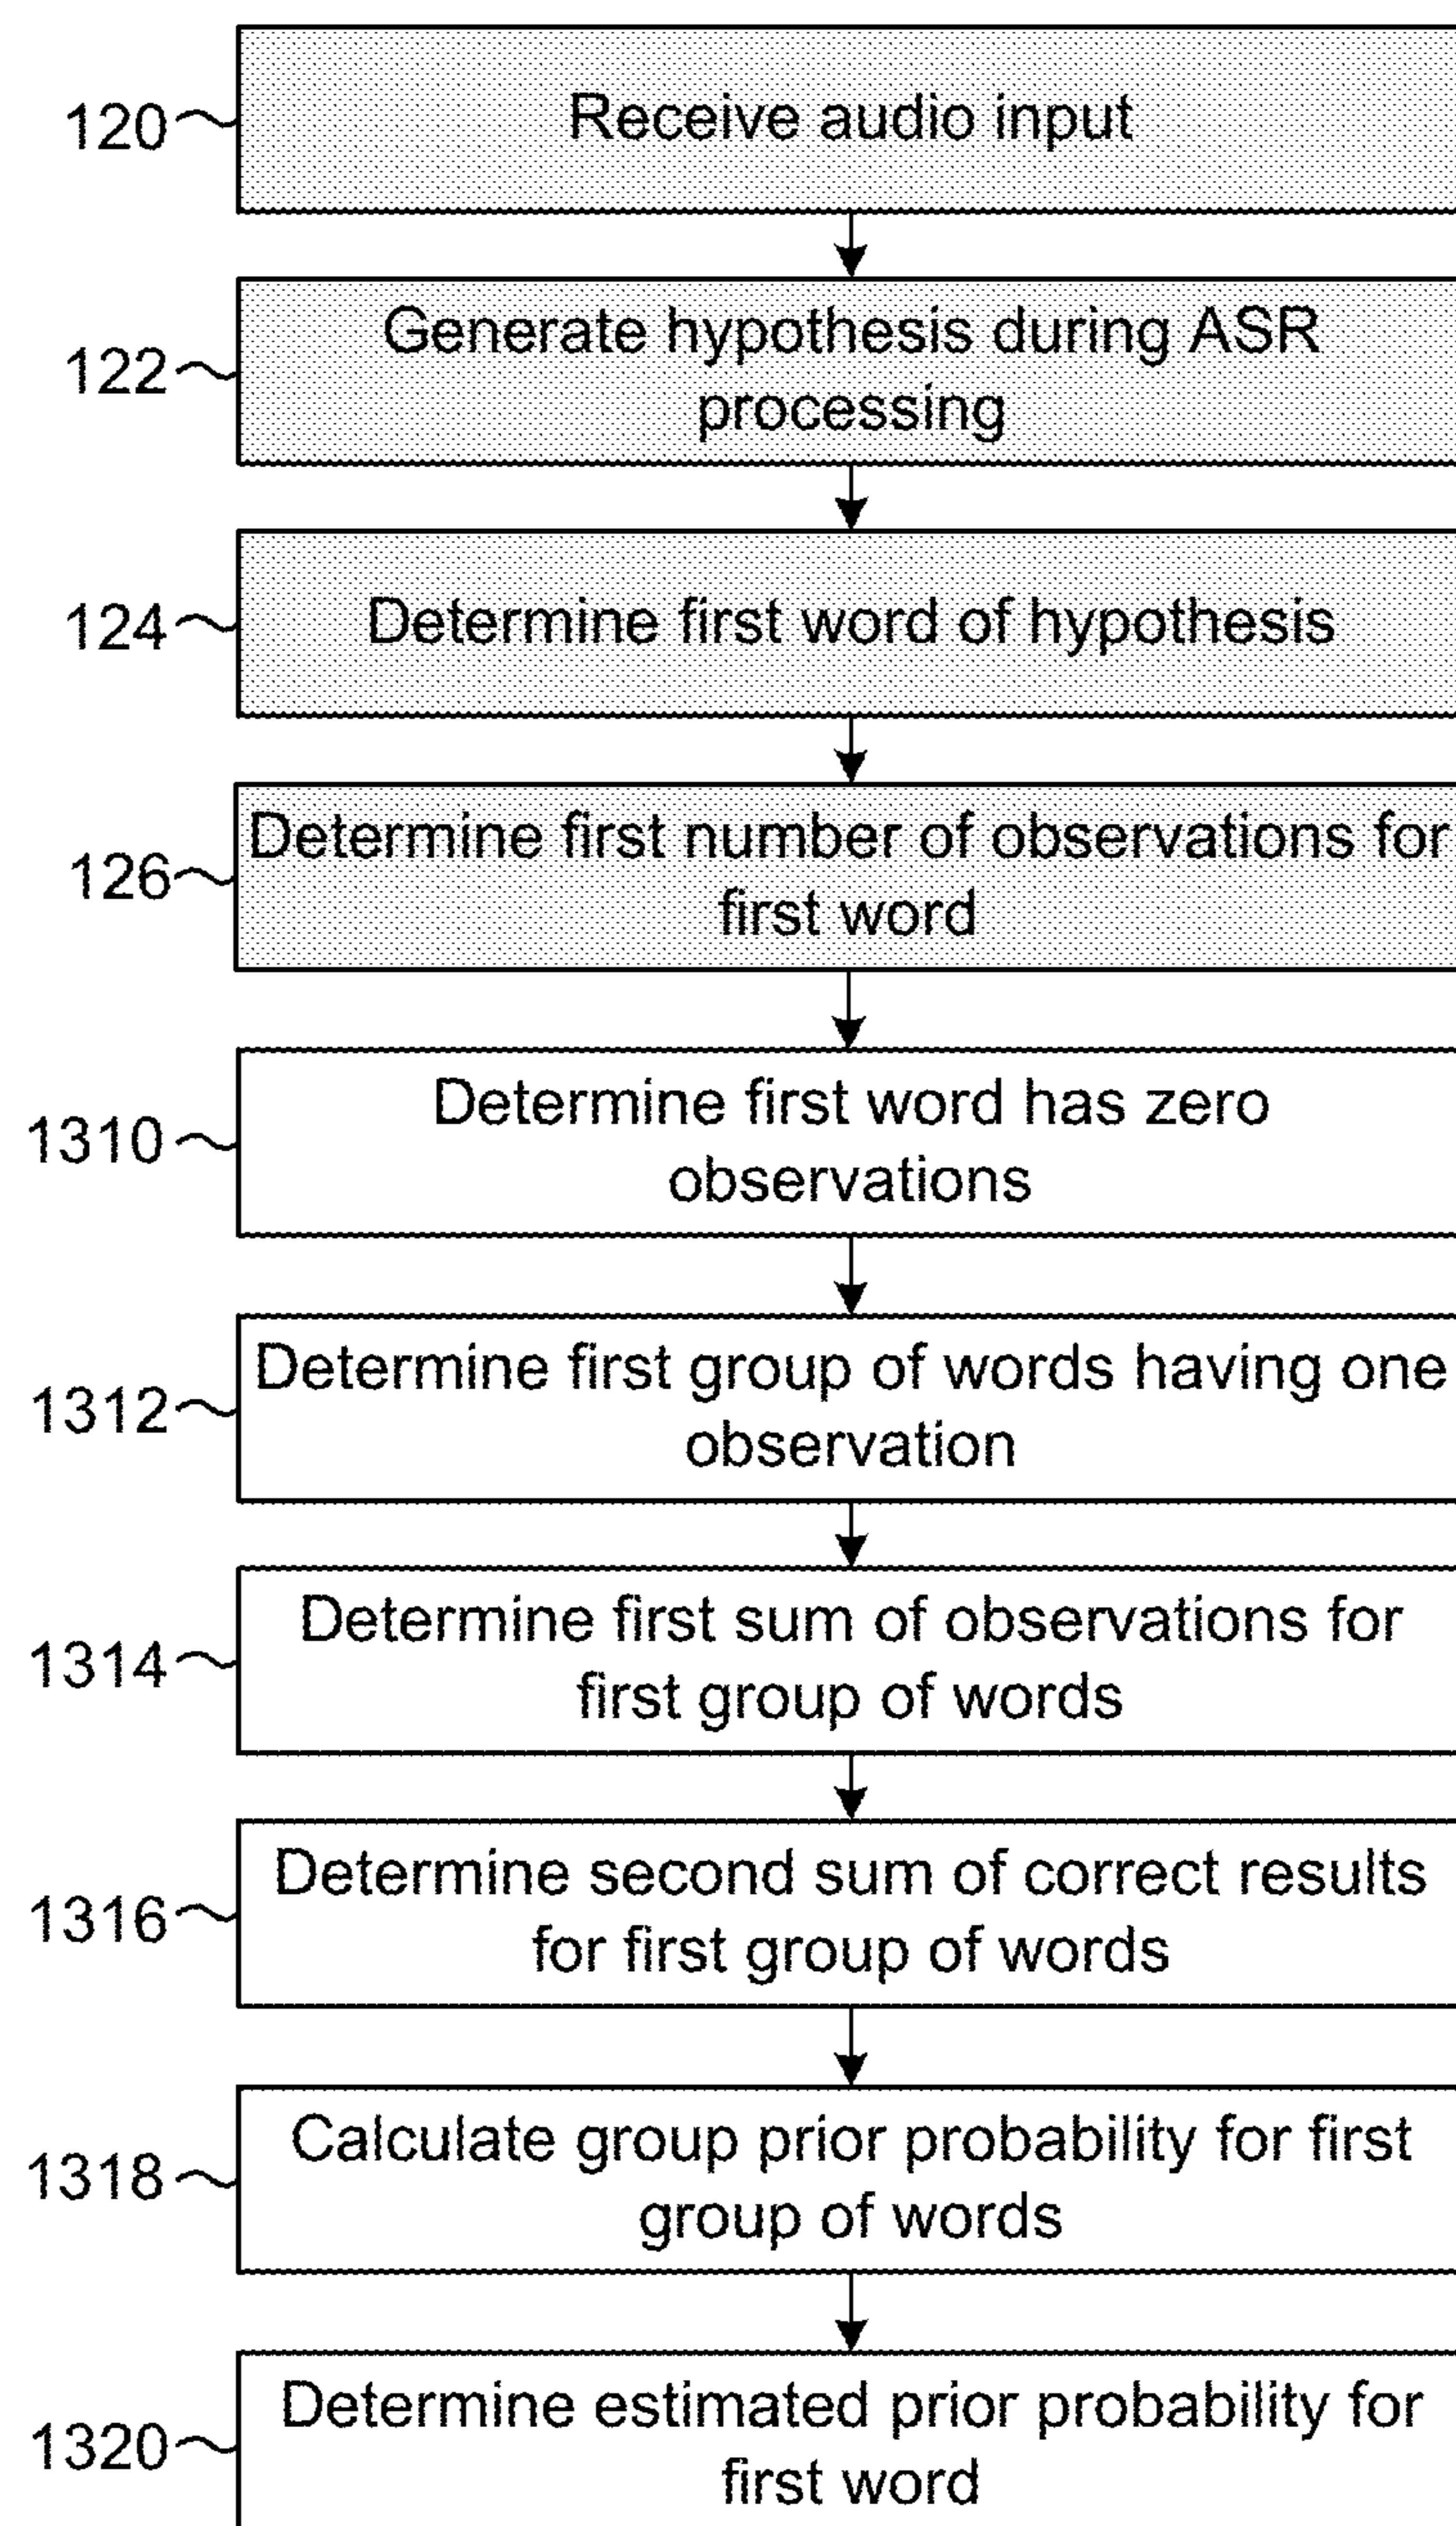 120
Receive audio input
122
Generate hypothesis during ASR
processing
124
Determine first word of hypothesis
126
Determine first number of observations for
first word
1310
Determine first word has zero
observations
1312
Determine first group of words having one
observation
1314
Determine first sum of observations for
first group of words
1316
Determine second sum of correct results
for first group of words
1318
Calculate group prior probability for first
group of words
1320
Determine estimated prior probability for
first word